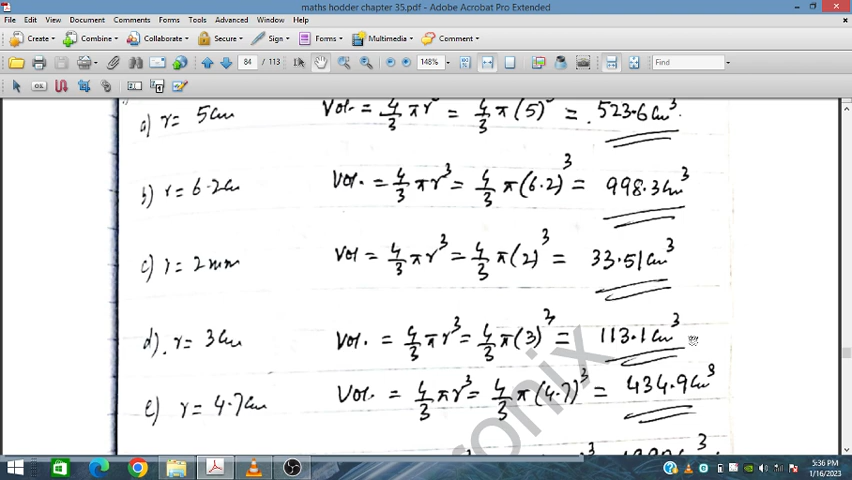 maths hodder chapter 35.pdf - Adobe Acrobat Pro Extended
File Edit View Document Comments Forms Tools Advanced Window Help
Create Combine Collaborate Secure Sign Forms Multimedia Comment
84 / 113 148% Find
a) r = 5cm Vol. = 4/3 πr³ = 4/3 π(5)³ = 523.6cm³.
b) r = 6.2cm Vol. = 4/3 πr³ = 4/3 π(6.2)³ = 998.3cm³
c) r = 2mm Vol = 4/3 πr³ = 4/3 π(2)³ = 33.51cm³
d). r = 3cm Vol. = 4/3 πr³ = 4/3 π(3)³ = 113.1cm³
e) r = 4.7cm Vol. = 4/3 πr³ = 4/3 π(4.7)³ = 434.9cm³
5:36 PM
1/16/2023